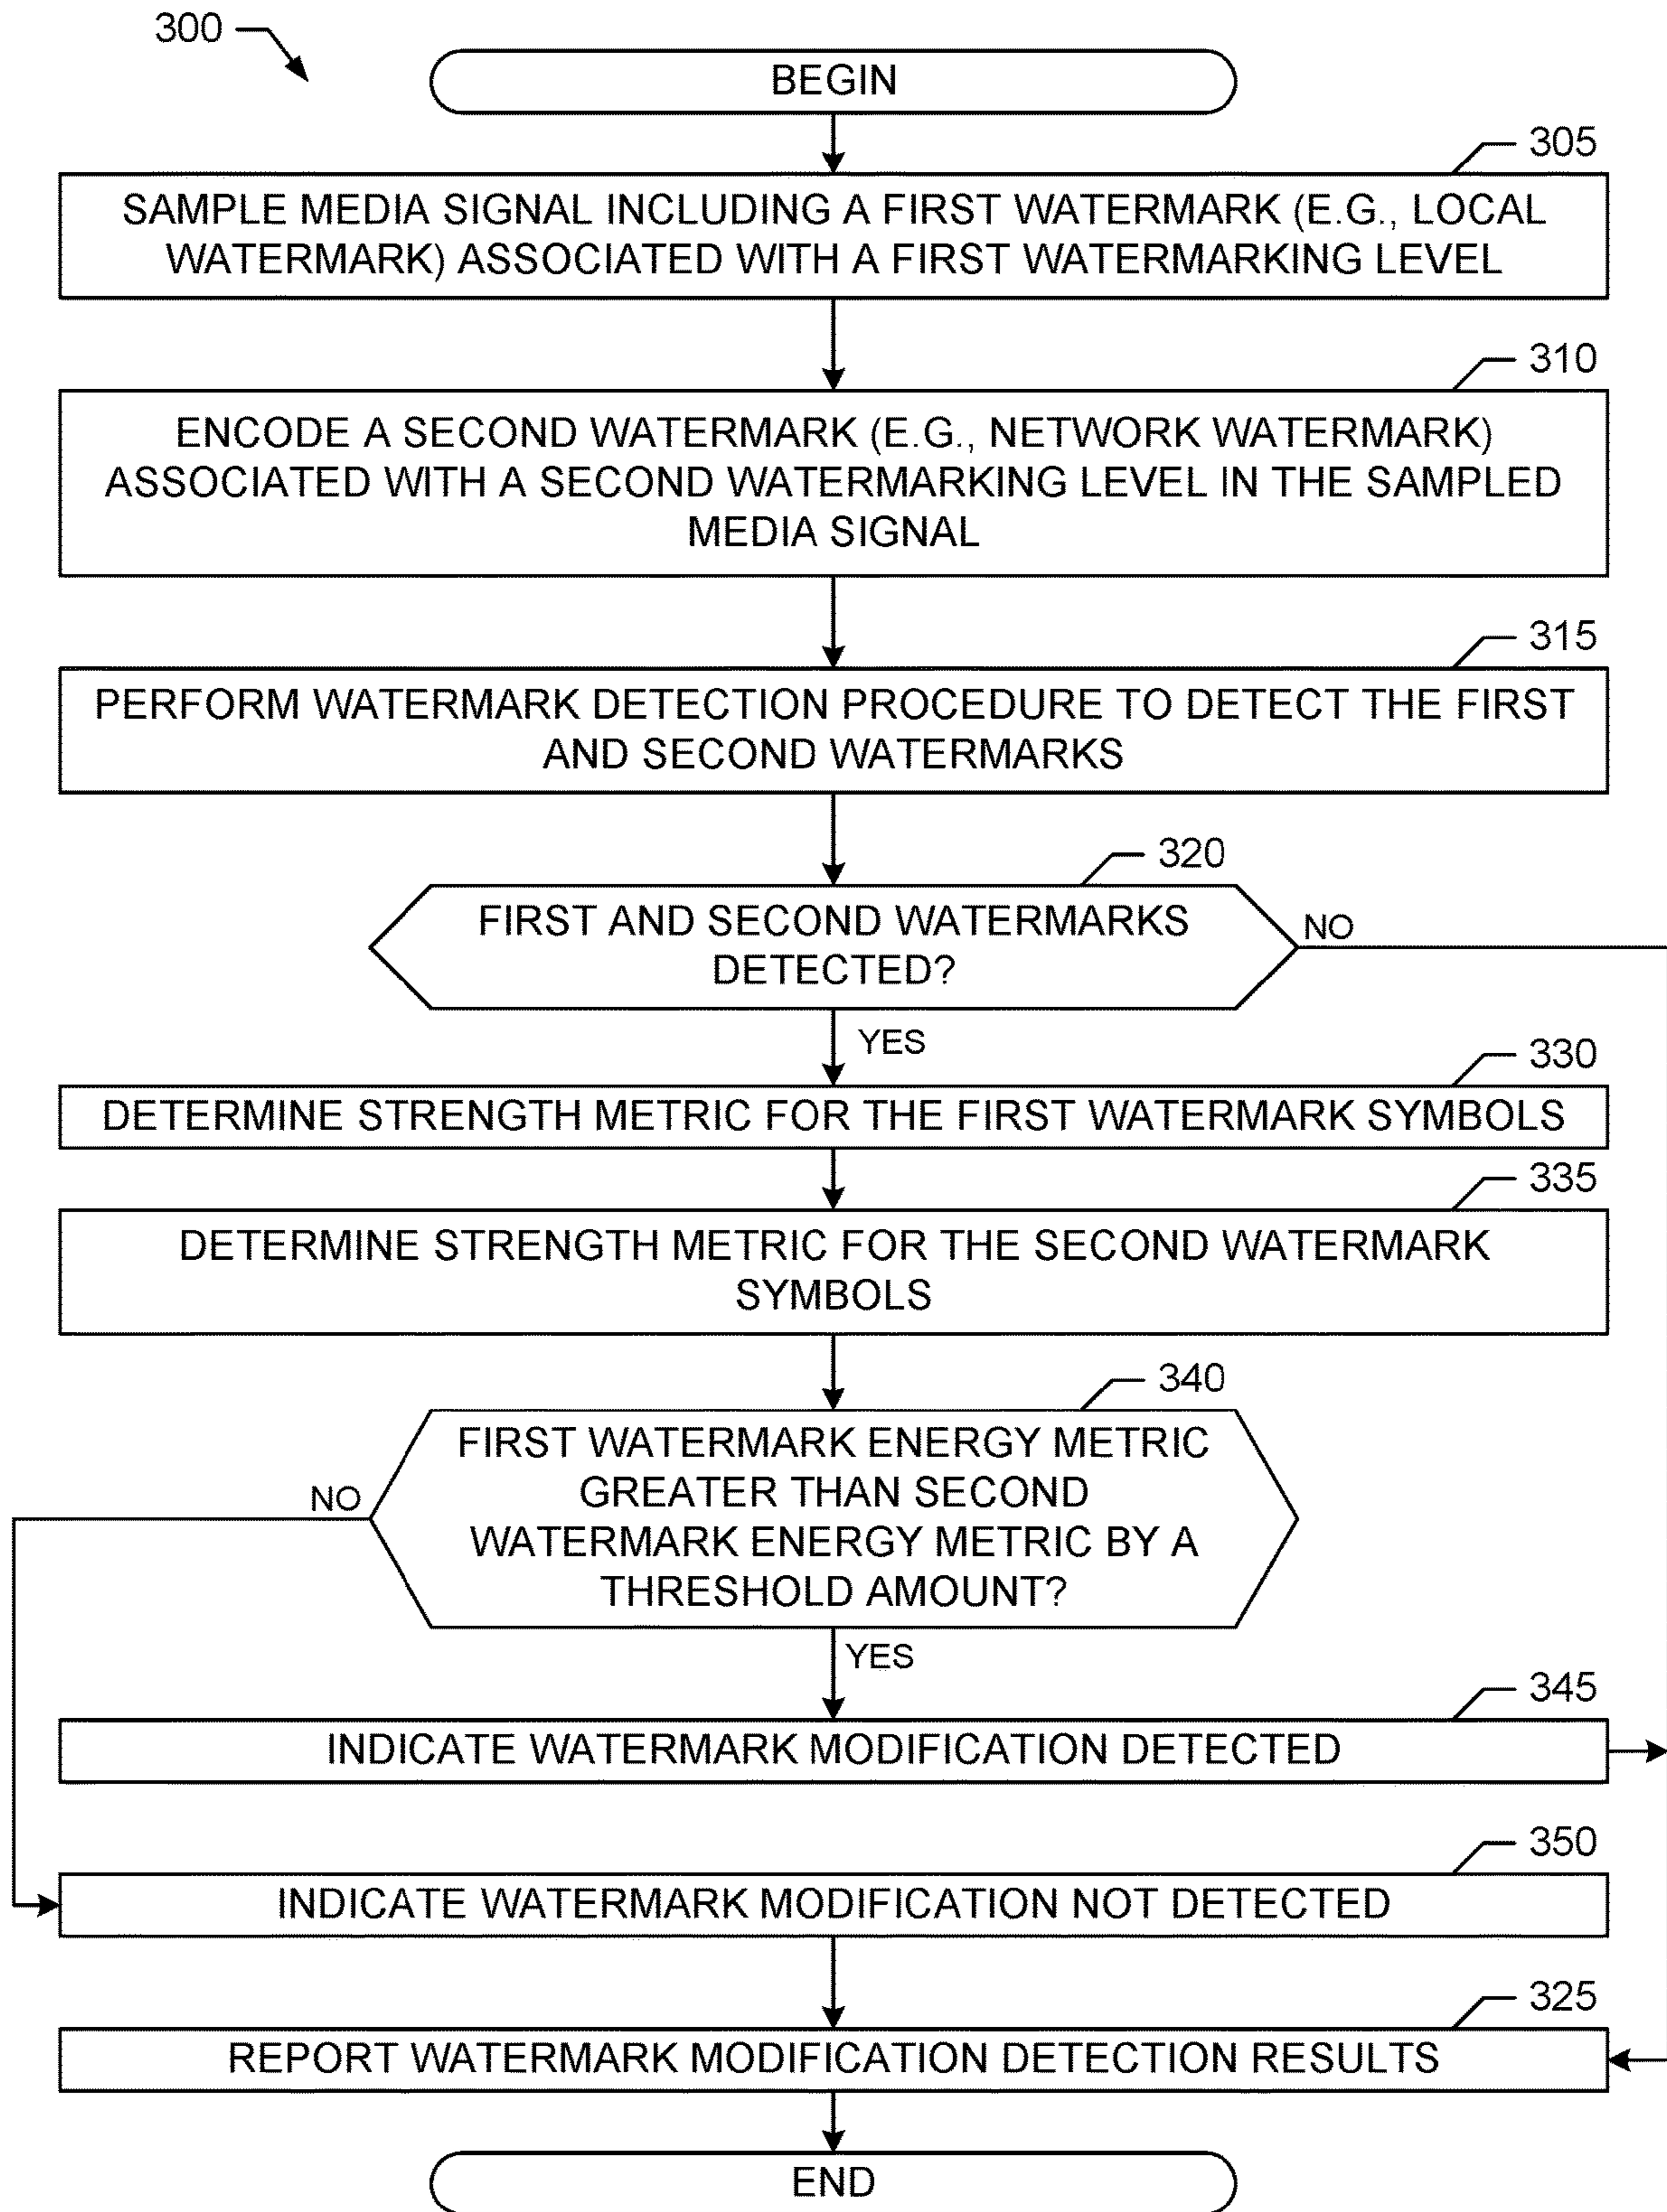 300
BEGIN
305
SAMPLE MEDIA SIGNAL INCLUDING A FIRST WATERMARK (E.G., LOCAL
WATERMARK) ASSOCIATED WITH A FIRST WATERMARKING LEVEL
310
ENCODE A SECOND WATERMARK (E.G., NETWORK WATERMARK)
ASSOCIATED WITH A SECOND WATERMARKING LEVEL IN THE SAMPLED
MEDIA SIGNAL
315
PERFORM WATERMARK DETECTION PROCEDURE TO DETECT THE FIRST
AND SECOND WATERMARKS
320
FIRST AND SECOND WATERMARKS
DETECTED?
NO
YES
330
DETERMINE STRENGTH METRIC FOR THE FIRST WATERMARK SYMBOLS
335
DETERMINE STRENGTH METRIC FOR THE SECOND WATERMARK
SYMBOLS
340
FIRST WATERMARK ENERGY METRIC
GREATER THAN SECOND
WATERMARK ENERGY METRIC BY A
THRESHOLD AMOUNT?
NO
YES
345
INDICATE WATERMARK MODIFICATION DETECTED
350
INDICATE WATERMARK MODIFICATION NOT DETECTED
325
REPORT WATERMARK MODIFICATION DETECTION RESULTS
END